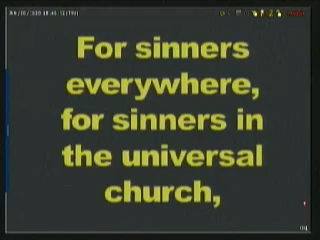 For sinners
everywhere,
for sinners in
the universal
church,